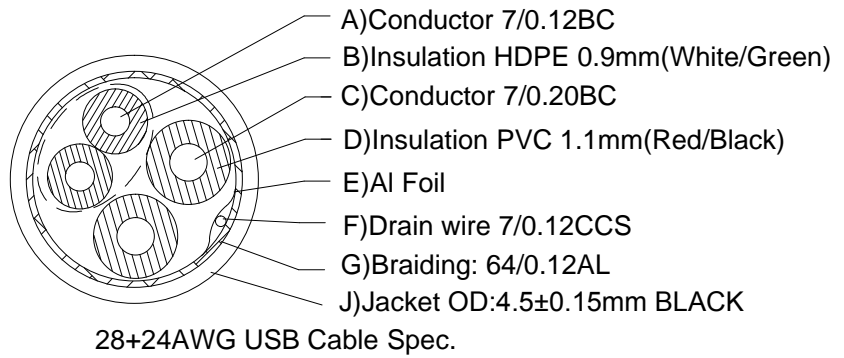 A)Conductor 7/0.12BC
B)Insulation HDPE 0.9mm(White/Green)
C)Conductor 7/0.20BC
D)Insulation PVC 1.1mm(Red/Black)
E)Al Foil
F)Drain wire 7/0.12CCS
G)Braiding: 64/0.12AL
J)Jacket OD:4.5±0.15mm BLACK
28+24AWG USB Cable Spec.